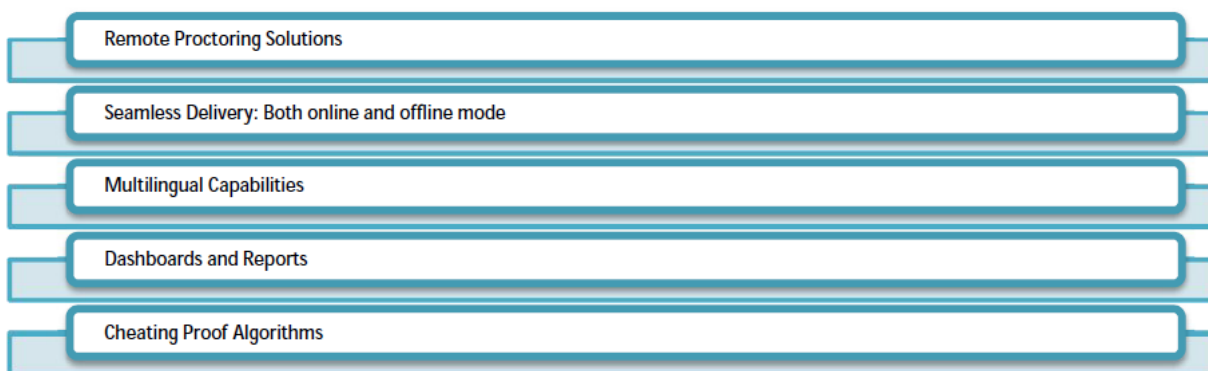 Remote Proctoring Solutions
Seamless Delivery: Both online and offline mode
Multilingual Capabilities
Dashboards and Reports
Cheating Proof Algorithms